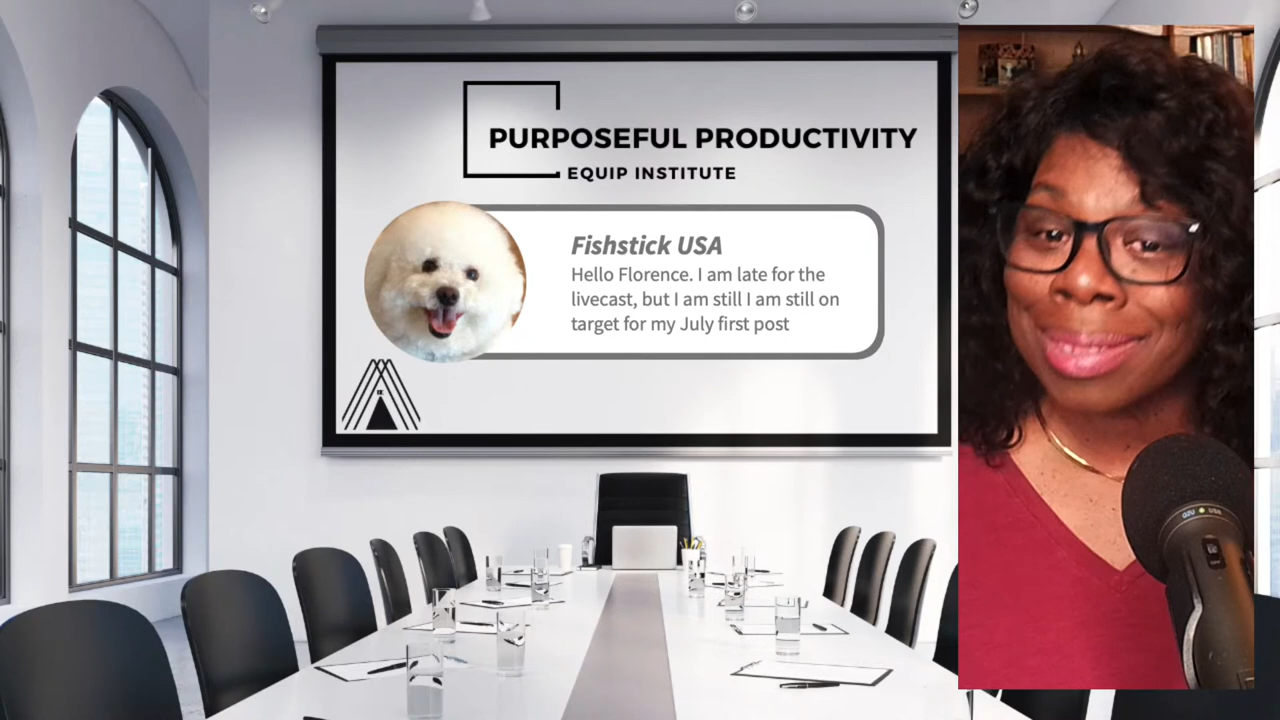 PURPOSEFUL PRODUCTIVITY
EQUIP INSTITUTE
Fishstick USA
Hello Florence. I am late for the
livecast, but I am still I am still on
target for my July first post